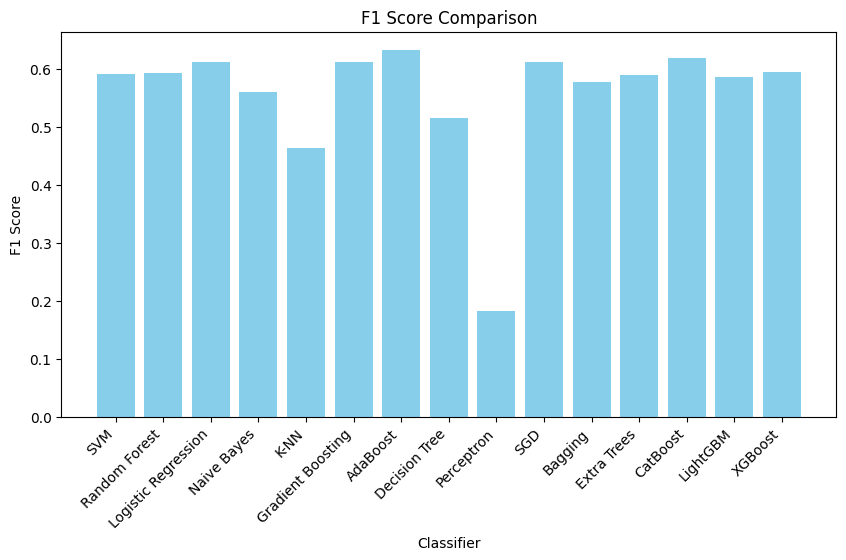 F1 Score Comparison
F1 Score
0.6
0.5
0.4
0.3
0.2
0.1
0.0
SVM
Random Forest
Logistic Regression
Naive Bayes
K-NN
Gradient Boosting
AdaBoost
Decision Tree
Perceptron
SGD
Bagging
Extra Trees
CatBoost
LightGBM
XGBoost
Classifier